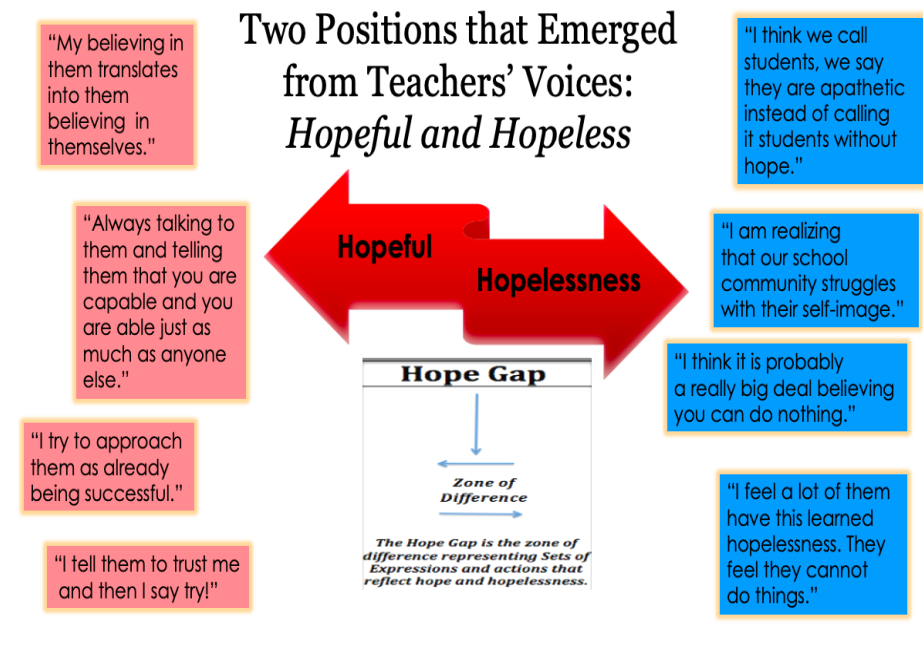 Two Positions that Emerged
from Teachers’ Voices:
Hopeful and Hopeless
“My believing in
them translates
into them
believing in
themselves.”
“Always talking to
them and telling
them that you are
capable and you
are able just as
much as anyone
else.”
“I try to approach
them as already
being successful.”
“I tell them to trust me
and then I say try!”
Hopeful
Hopelessness
Hope Gap
Zone of
Difference
The Hope Gap is the zone of
difference representing Sets of
Expressions and actions that
reflect hope and hopelessness.
“I think we call
students, we say
they are apathetic
instead of calling
it students without
hope.”
“I am realizing
that our school
community struggles
with their self-image.”
“I think it is probably
a really big deal believing
you can do nothing.”
“I feel a lot of them
have this learned
hopelessness. They
feel they cannot
do things.”